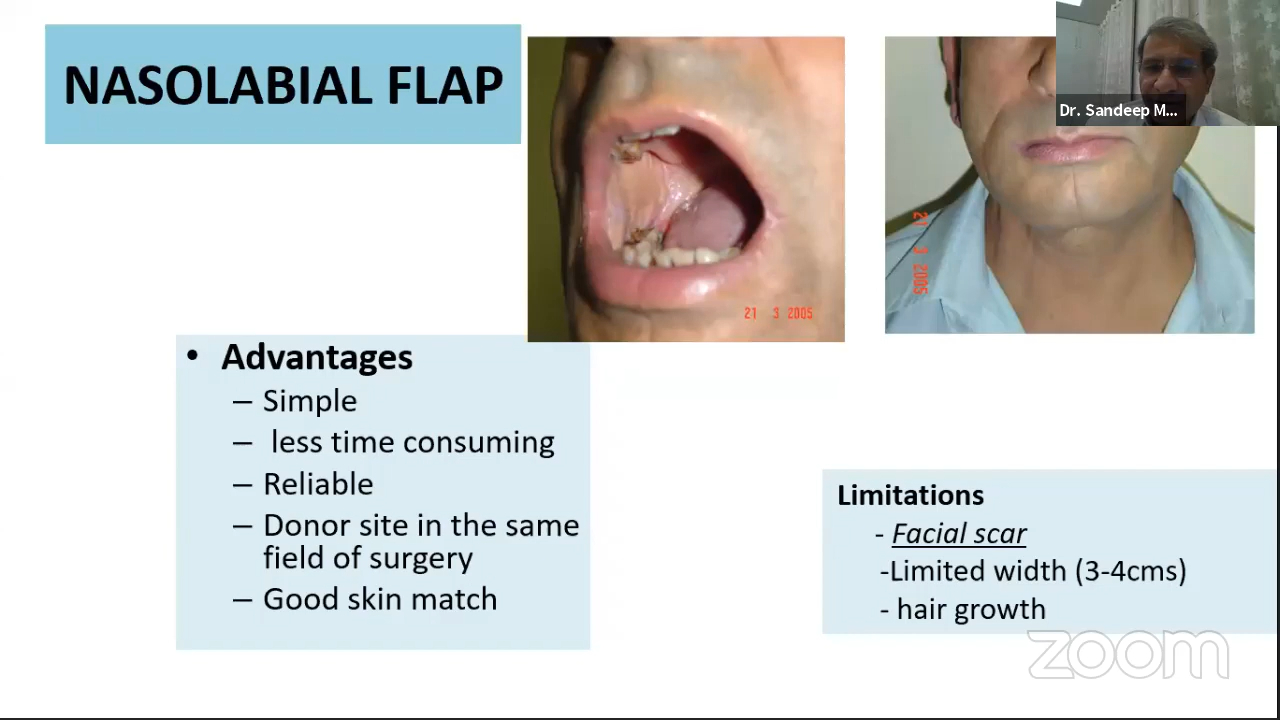 NASOLABIAL FLAP
Dr. Sandeep M...
21 3 2005
21 3 2005
• Advantages
– Simple
– less time consuming
– Reliable
– Donor site in the same
field of surgery
– Good skin match
Limitations
- Facial scar
-Limited width (3-4cms)
- hair growth
zoom